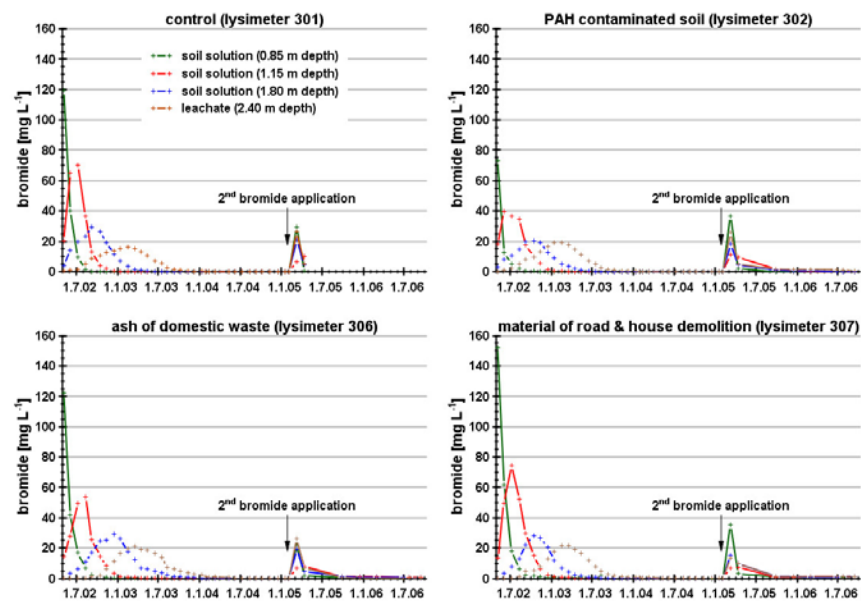 control (lysimeter 301)
160
140
120
100
80
60
40
20
0
bromide [mg L⁻¹]
soil solution (0.85 m depth)
soil solution (1.15 m depth)
soil solution (1.80 m depth)
leachate (2.40 m depth)
2nd bromide application
1.7.02 1.1.03 1.7.03 1.1.04 1.7.04 1.1.05 1.7.05 1.1.06 1.7.06
PAH contaminated soil (lysimeter 302)
160
140
120
100
80
60
40
20
0
bromide [mg L⁻¹]
2nd bromide application
1.7.02 1.1.03 1.7.03 1.1.04 1.7.04 1.1.05 1.7.05 1.1.06 1.7.06
ash of domestic waste (lysimeter 306)
160
140
120
100
80
60
40
20
0
bromide [mg L⁻¹]
2nd bromide application
1.7.02 1.1.03 1.7.03 1.1.04 1.7.04 1.1.05 1.7.05 1.1.06 1.7.06
material of road & house demolition (lysimeter 307)
160
140
120
100
80
60
40
20
0
bromide [mg L⁻¹]
2nd bromide application
1.7.02 1.1.03 1.7.03 1.1.04 1.7.04 1.1.05 1.7.05 1.1.06 1.7.06